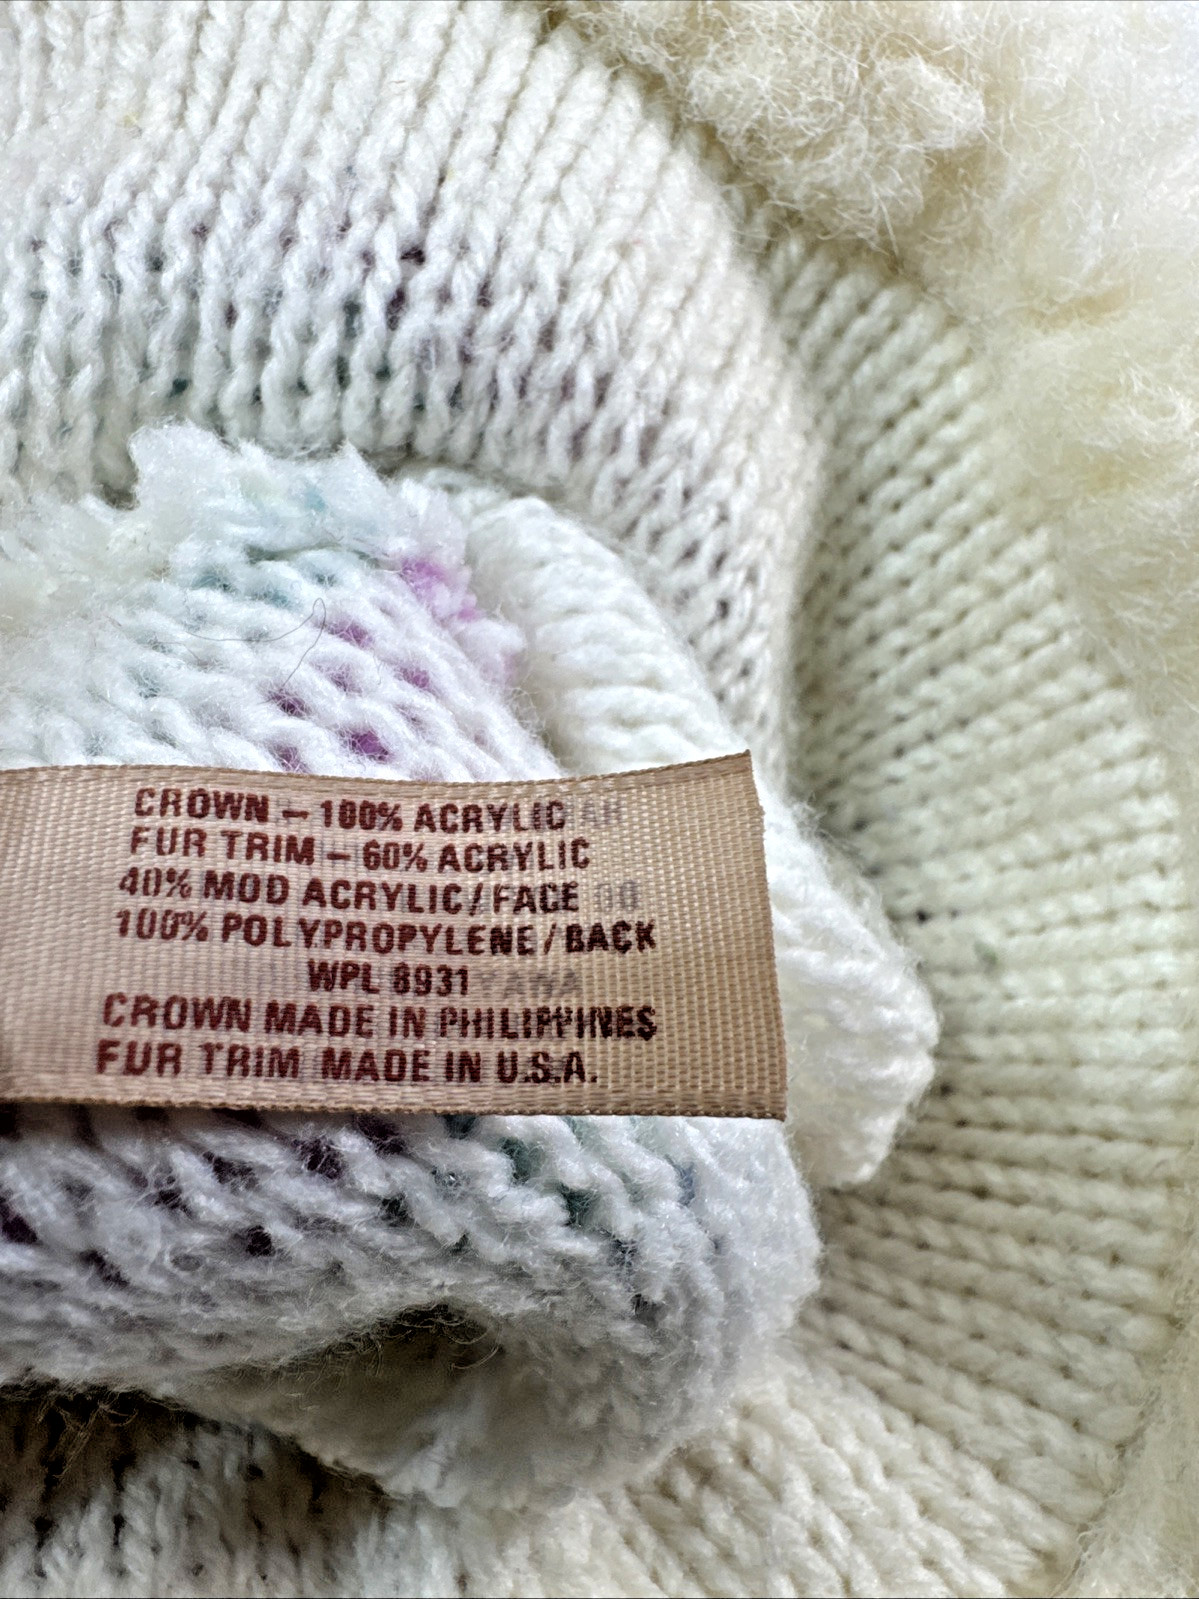 CROWN – 100% ACRYLIC
FUR TRIM – 60% ACRYLIC
40% MOD ACRYLIC/FACE
100% POLYPROPYLENE/BACK
WPL 8931
CROWN MADE IN PHILIPPINES
FUR TRIM MADE IN U.S.A.